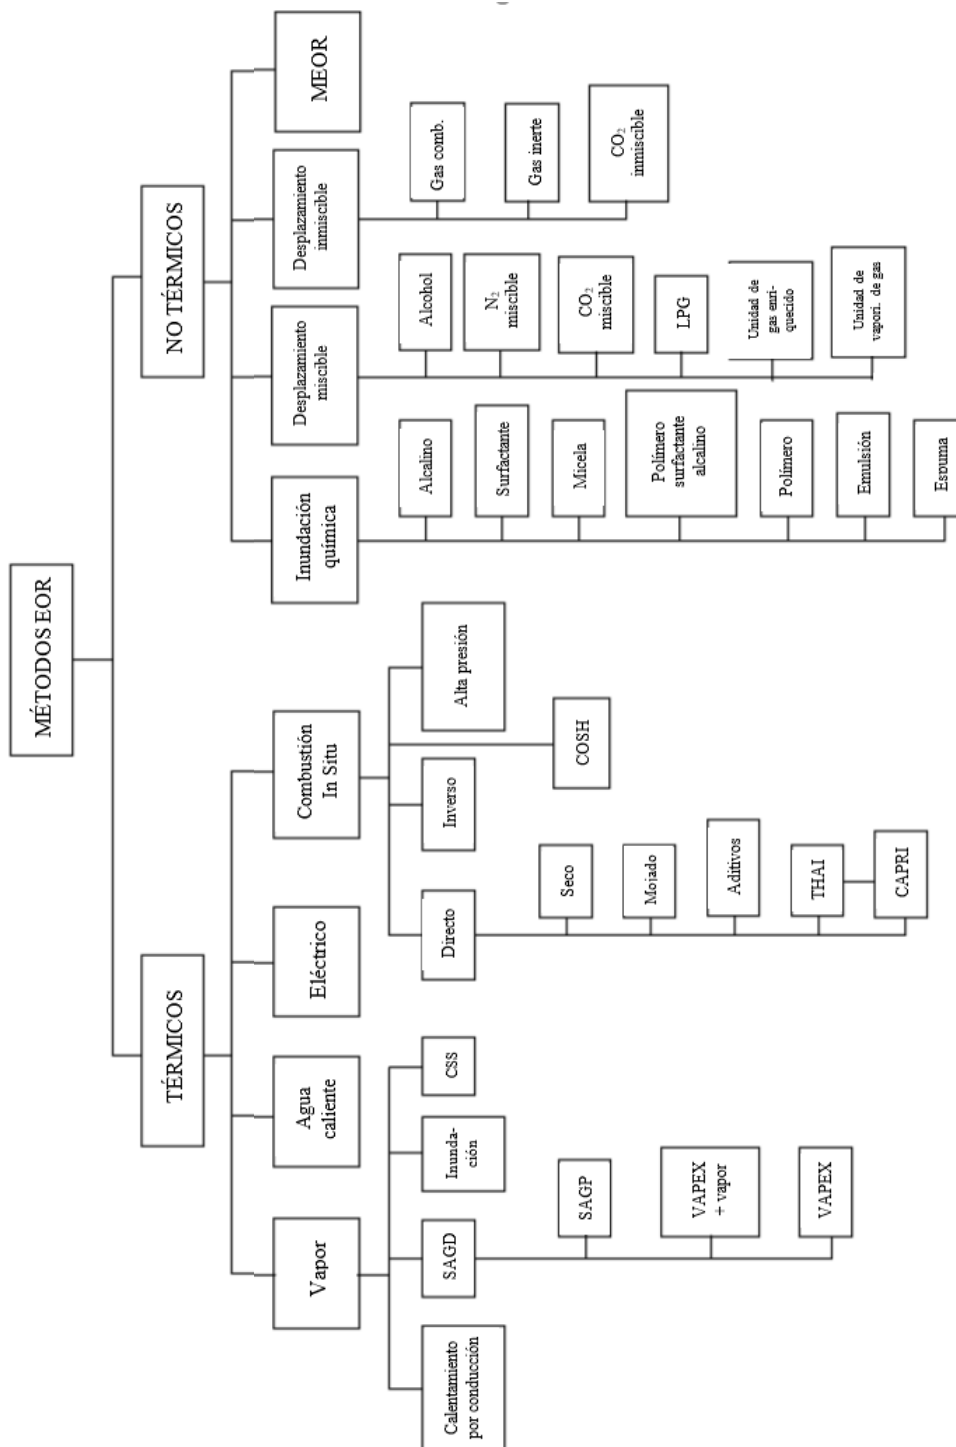 MÉTODOS EOR
TÉRMICOS
NO TÉRMICOS
Vapor
Agua
caliente
Eléctrico
Combustión
In Situ
Inundación
química
Desplazamiento
miscible
Desplazamiento
inmiscible
MEOR
Calentamiento
por conducción
SAGD
Inunda-
ción
CSS
SAGP
VAPEX
+ vapor
VAPEX
Directo
Inverso
COSH
Alta presión
Seco
Mojado
Aditivos
THAI
CAPRI
Alcalino
Surfactante
Micela
Polímero
surfactante
alcalino
Polímero
Emulsión
Espuma
Alcohol
N₂
miscible
CO₂
miscible
LPG
Unidad de
gas enri-
quecido
Unidad de
vapori. de gas
Gas comb.
Gas inerte
CO₂
inmiscible